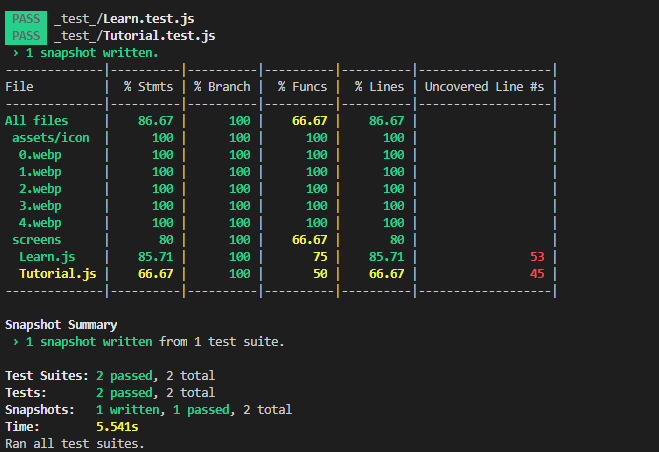 PASS _test_/Learn.test.js
PASS _test_/Tutorial.test.js
 › 1 snapshot written.
---------------|----------|----------|----------|----------|-------------------|
File           |  % Stmts | % Branch |  % Funcs |  % Lines | Uncovered Line #s |
---------------|----------|----------|----------|----------|-------------------|
All files      |    86.67 |      100 |    66.67 |    86.67 |                   |
 assets/icon   |      100 |      100 |      100 |      100 |                   |
  0.webp       |      100 |      100 |      100 |      100 |                   |
  1.webp       |      100 |      100 |      100 |      100 |                   |
  2.webp       |      100 |      100 |      100 |      100 |                   |
  3.webp       |      100 |      100 |      100 |      100 |                   |
  4.webp       |      100 |      100 |      100 |      100 |                   |
 screens       |       80 |      100 |    66.67 |       80 |                   |
  Learn.js     |    85.71 |      100 |       75 |    85.71 |                53 |
  Tutorial.js  |    66.67 |      100 |       50 |    66.67 |                45 |
---------------|----------|----------|----------|----------|-------------------|
Snapshot Summary
 › 1 snapshot written from 1 test suite.
Test Suites: 2 passed, 2 total
Tests:       2 passed, 2 total
Snapshots:   1 written, 1 passed, 2 total
Time:        5.541s
Ran all test suites.